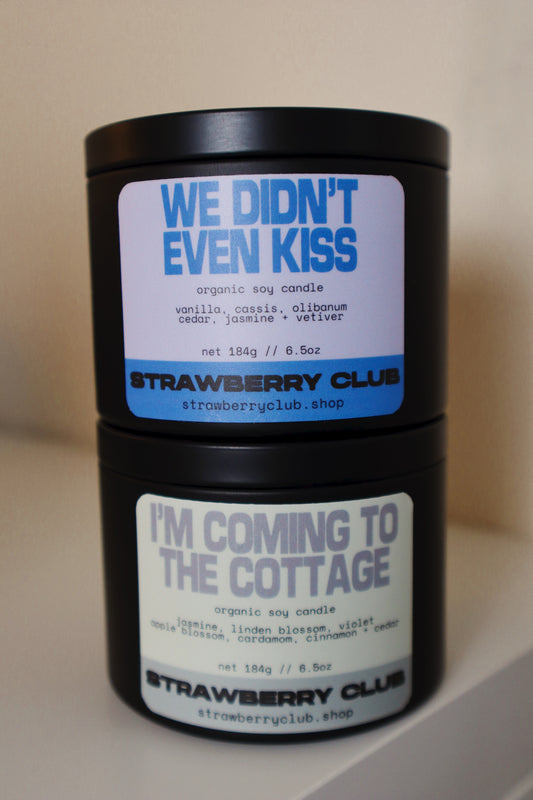 WE DIDN'T
EVEN KISS
organic soy candle
vanilla, cassis, olibanum
cedar, jasmine + vetiver
net 184g // 6.5oz
STRAWBERRY CLUB
strawberryclub.shop
I'M COMING TO
THE COTTAGE
organic soy candle
jasmine, linden blossom, violet
apple blossom, cardamom, cinnamon + cedar
net 184g // 6.5oz
STRAWBERRY CLUB
strawberryclub.shop